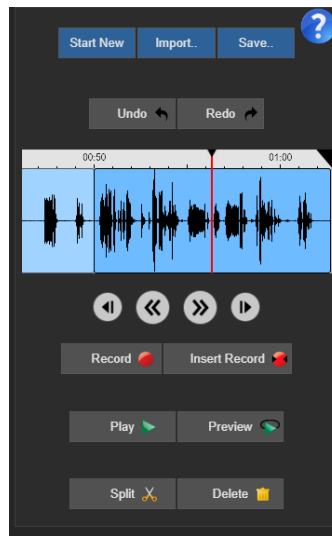 ?
Start New Import.. Save..
Undo Redo
00:50 01:00
Record Insert Record
Play Preview
Split Delete